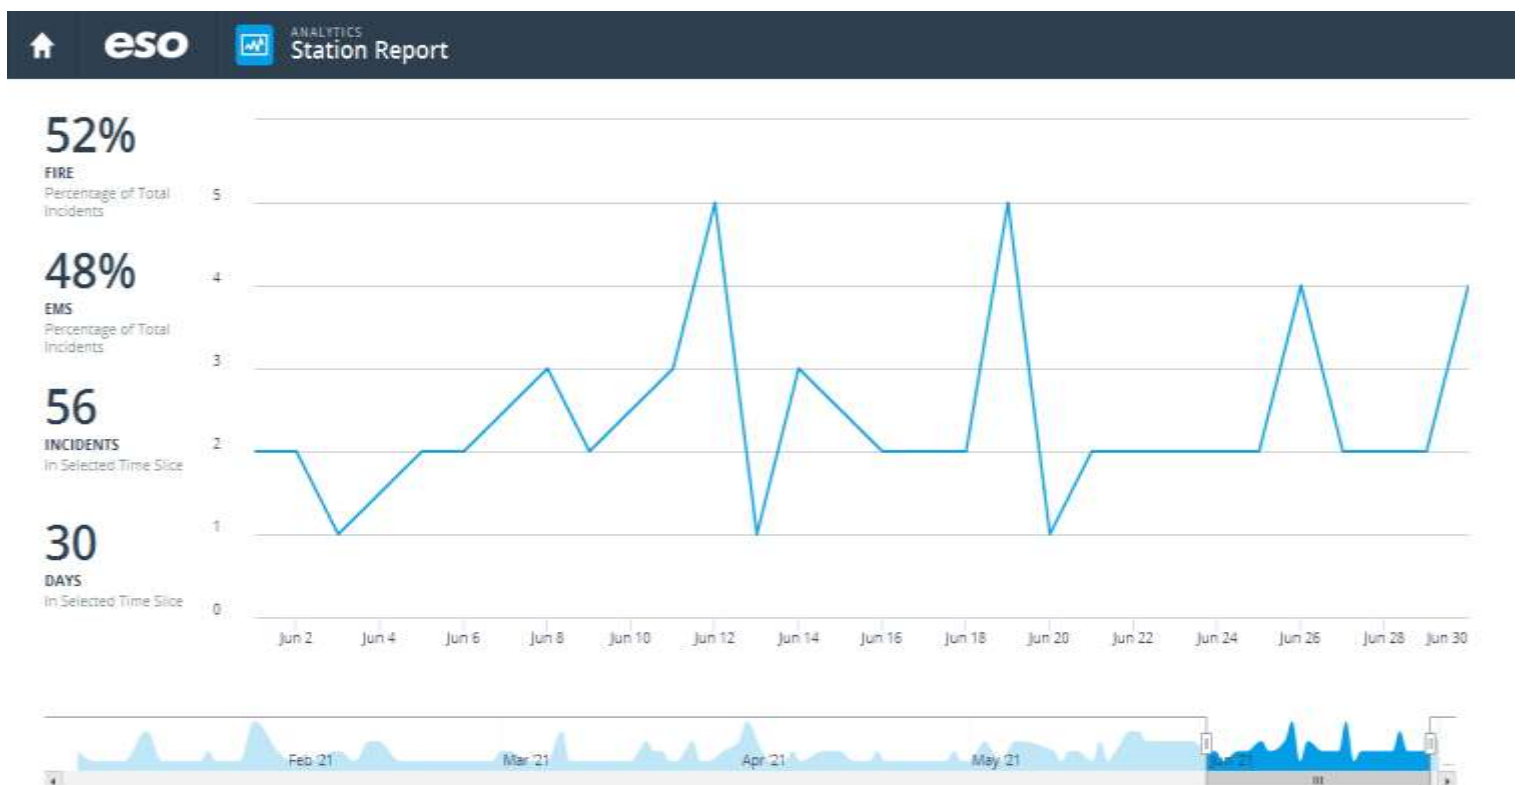 eso
ANALYTICS
Station Report
52%
FIRE
Percentage of Total
Incidents
48%
EMS
Percentage of Total
Incidents
56
INCIDENTS
In Selected Time Slice
30
DAYS
In Selected Time Slice
5
4
3
2
1
0
Jun 2
Jun 4
Jun 6
Jun 8
Jun 10
Jun 12
Jun 14
Jun 16
Jun 18
Jun 20
Jun 22
Jun 24
Jun 26
Jun 28
Jun 30
Feb '21
Mar '21
Apr '21
May '21
Jun '21